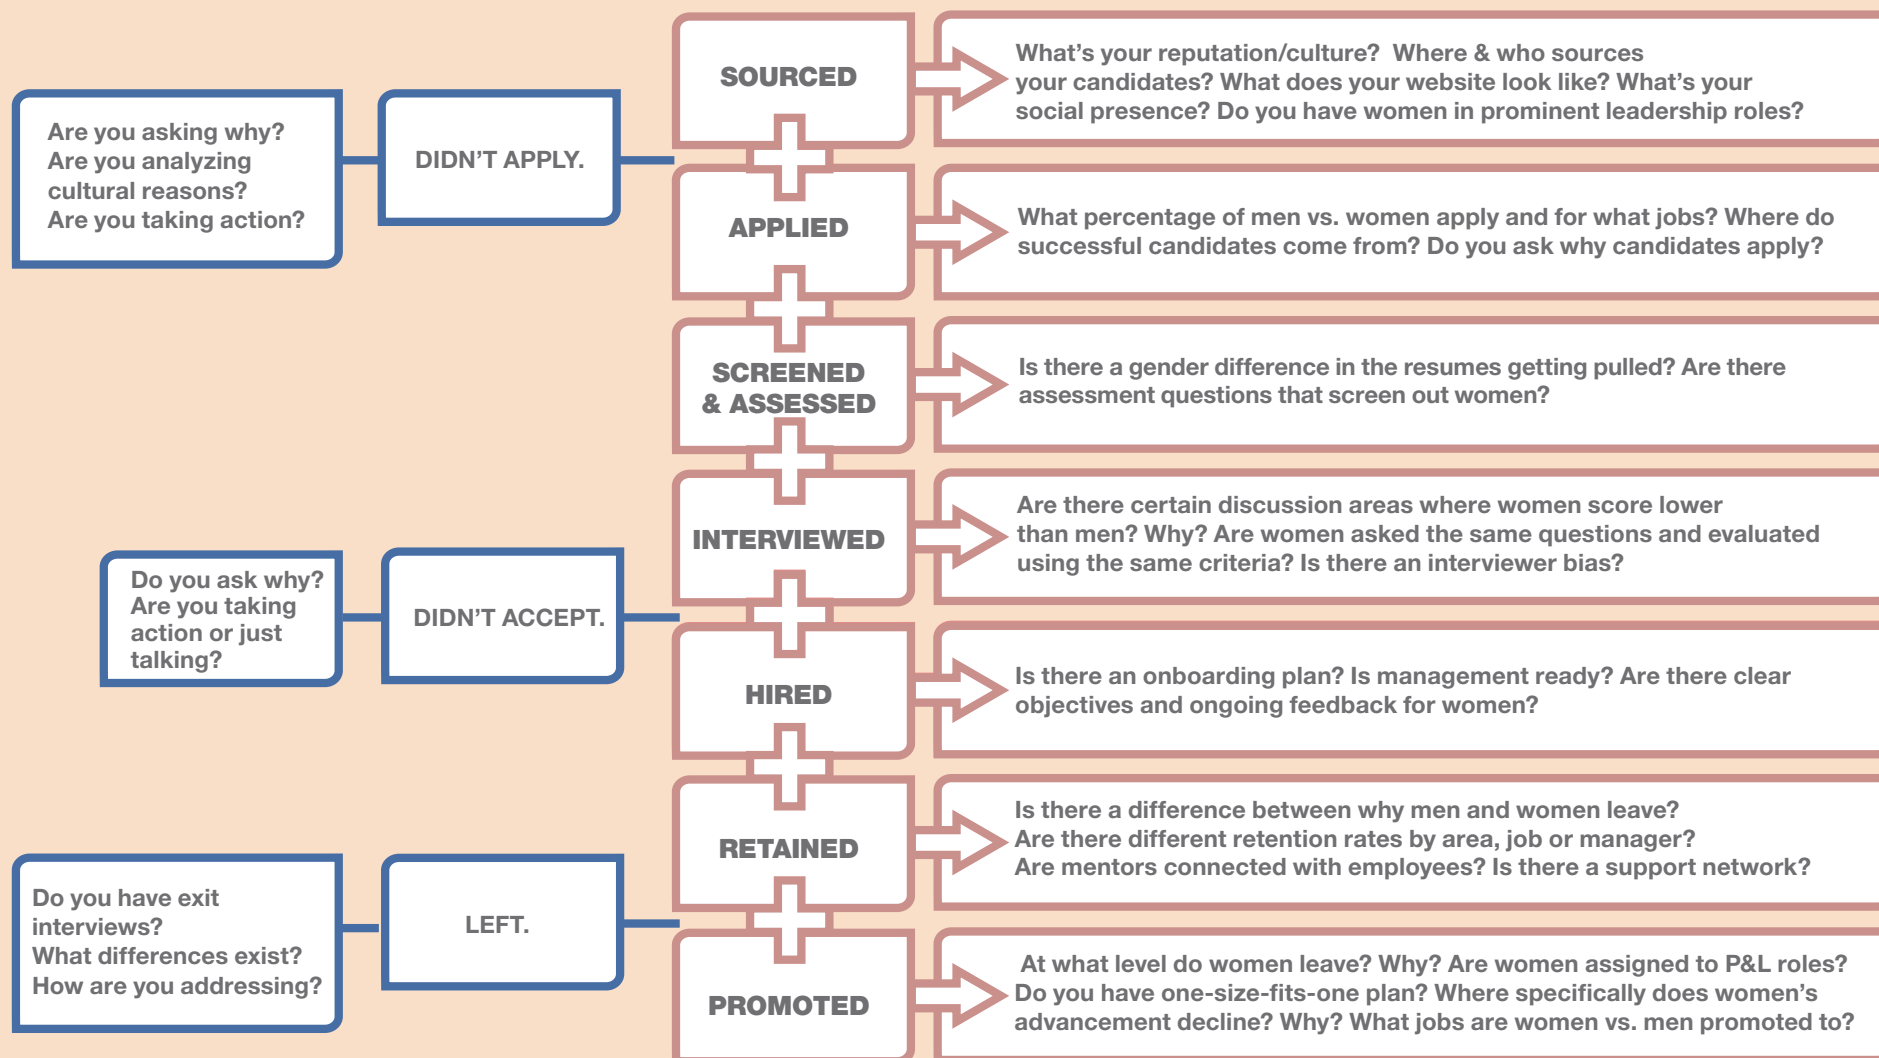 SOURCED
What's your reputation/culture?  Where & who sources
your candidates? What does your website look like? What's your
social presence? Do you have women in prominent leadership roles?
Are you asking why?
Are you analyzing
cultural reasons?
Are you taking action?
DIDN'T APPLY.
APPLIED
What percentage of men vs. women apply and for what jobs? Where do
successful candidates come from? Do you ask why candidates apply?
SCREENED
& ASSESSED
Is there a gender difference in the resumes getting pulled? Are there
assessment questions that screen out women?
INTERVIEWED
Are there certain discussion areas where women score lower
than men? Why? Are women asked the same questions and evaluated
using the same criteria? Is there an interviewer bias?
Do you ask why?
Are you taking
action or just
talking?
DIDN'T ACCEPT.
HIRED
Is there an onboarding plan? Is management ready? Are there clear
objectives and ongoing feedback for women?
RETAINED
Is there a difference between why men and women leave?
Are there different retention rates by area, job or manager?
Are mentors connected with employees? Is there a support network?
Do you have exit
interviews?
What differences exist?
How are you addressing?
LEFT.
PROMOTED
At what level do women leave? Why? Are women assigned to P&L roles?
Do you have one-size-fits-one plan? Where specifically does women's
advancement decline? Why? What jobs are women vs. men promoted to?